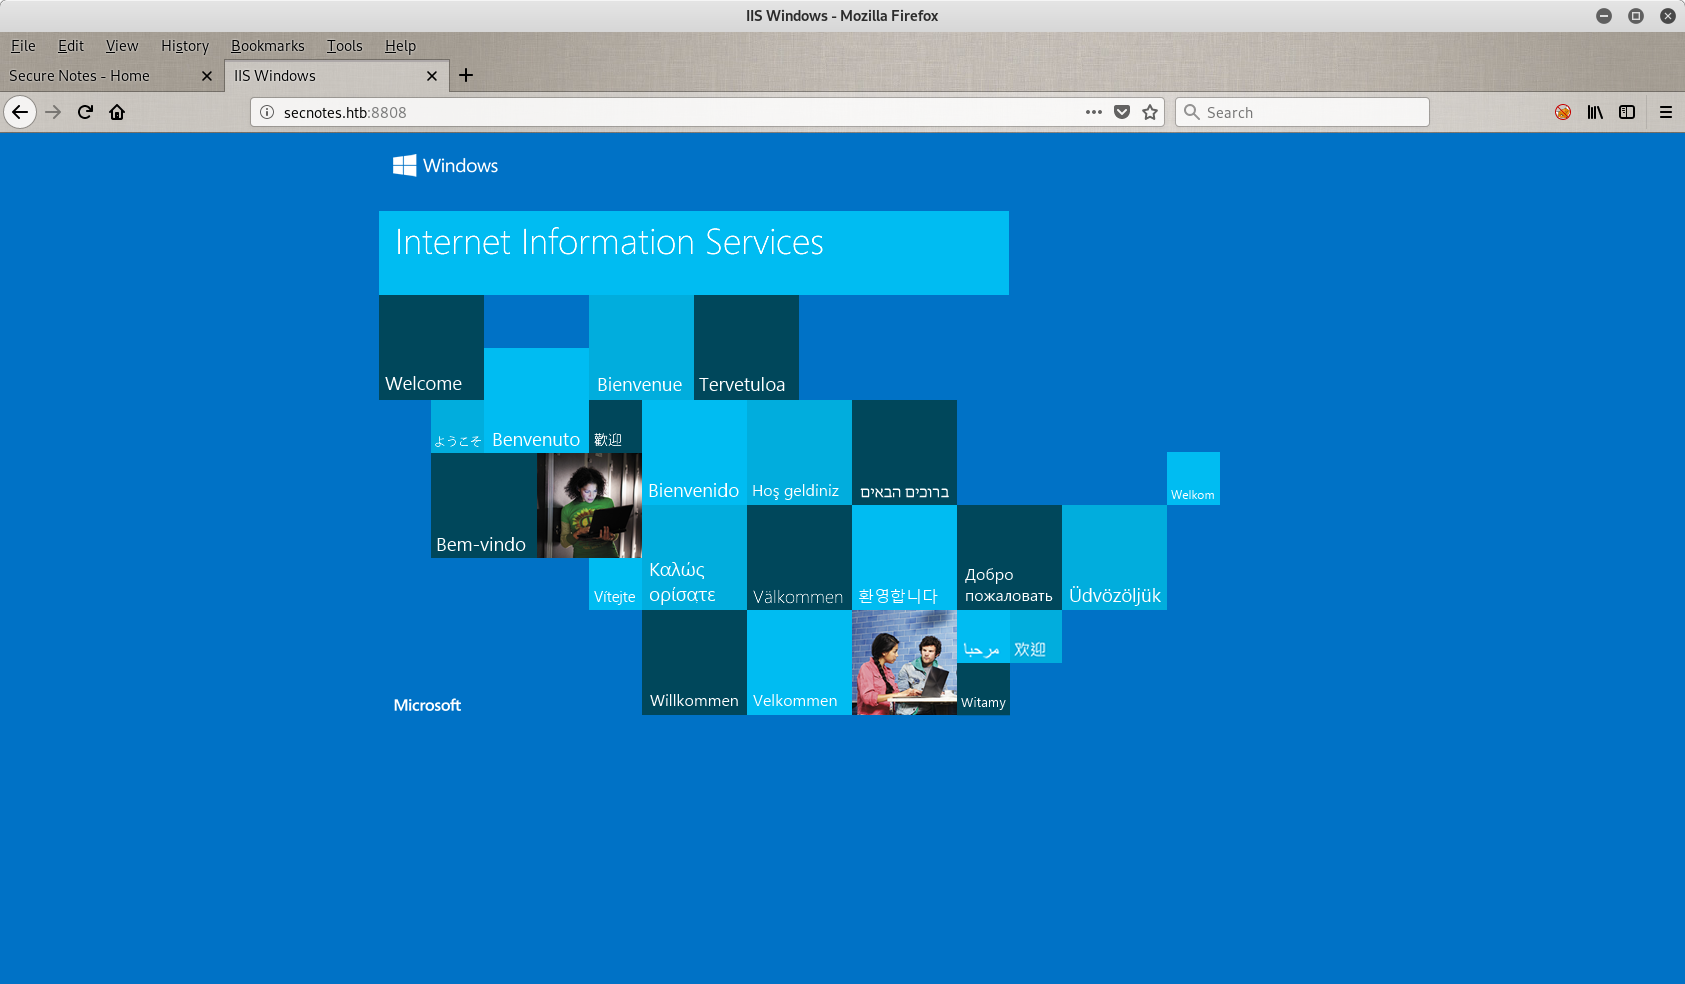 IIS Windows - Mozilla Firefox
File Edit View History Bookmarks Tools Help
Secure Notes - Home
IIS Windows
secnotes.htb:8808
Search
Windows
Internet Information Services
Welcome
Bienvenue
Tervetuloa
ようこそ
Benvenuto
歡迎
Bienvenido
Hoş geldiniz
ברוכים הבאים
Welkom
Bem-vindo
Vítejte
Καλώς
ορίσατε
Välkommen
환영합니다
Добро
пожаловать
Üdvözöljük
مرحبا
欢迎
Willkommen
Velkommen
Witamy
Microsoft